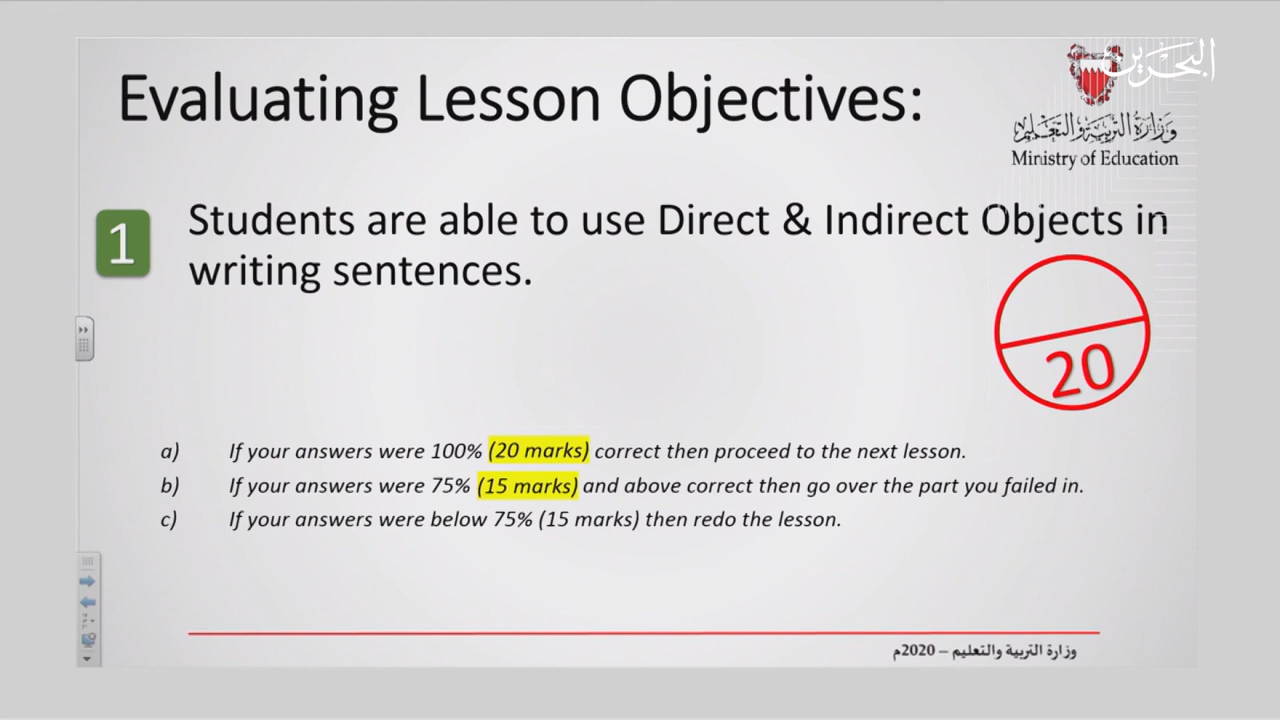 البحرين
Evaluating Lesson Objectives:
وزارة التربية والتعليم
Ministry of Education
1
Students are able to use Direct & Indirect Objects in
writing sentences.
20
a) If your answers were 100% (20 marks) correct then proceed to the next lesson.
b) If your answers were 75% (15 marks) and above correct then go over the part you failed in.
c) If your answers were below 75% (15 marks) then redo the lesson.
وزارة التربية والتعليم – 2020م